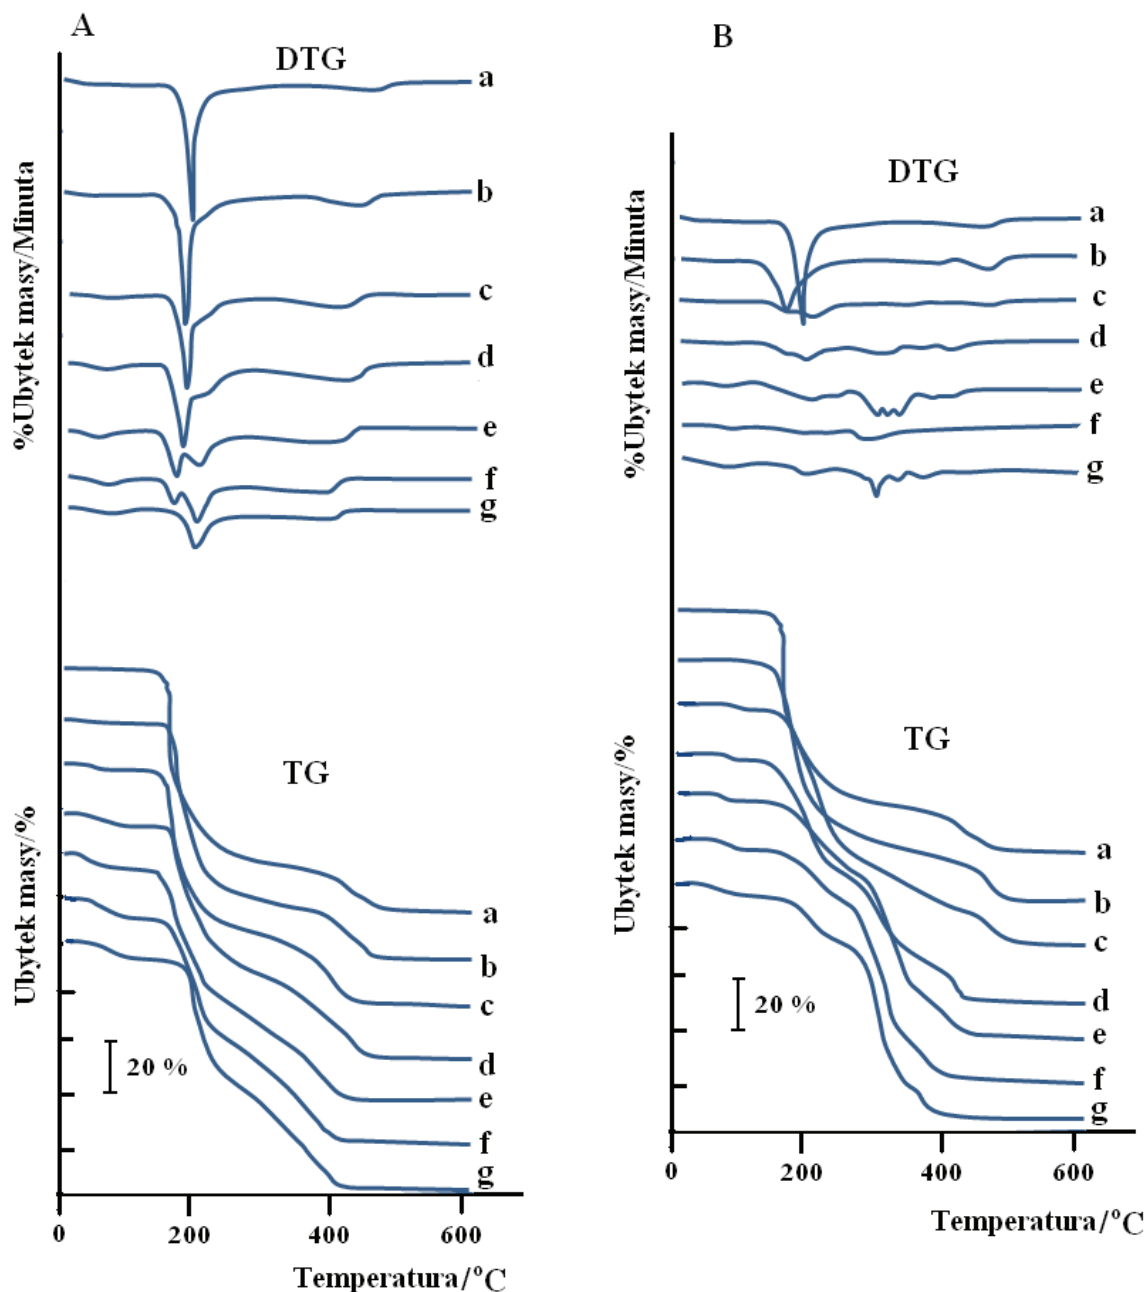 A
DTG
a
b
c
d
e
f
g
%Ubytek masy/Minuta
TG
a
b
c
d
e
f
g
Ubytek masy/%
20 %
0 200 400 600
Temperatura/°C
B
DTG
a
b
c
d
e
f
g
%Ubytek masy/Minuta
TG
a
b
c
d
e
f
g
Ubytek masy/%
20 %
0 200 400 600
Temperatura/°C